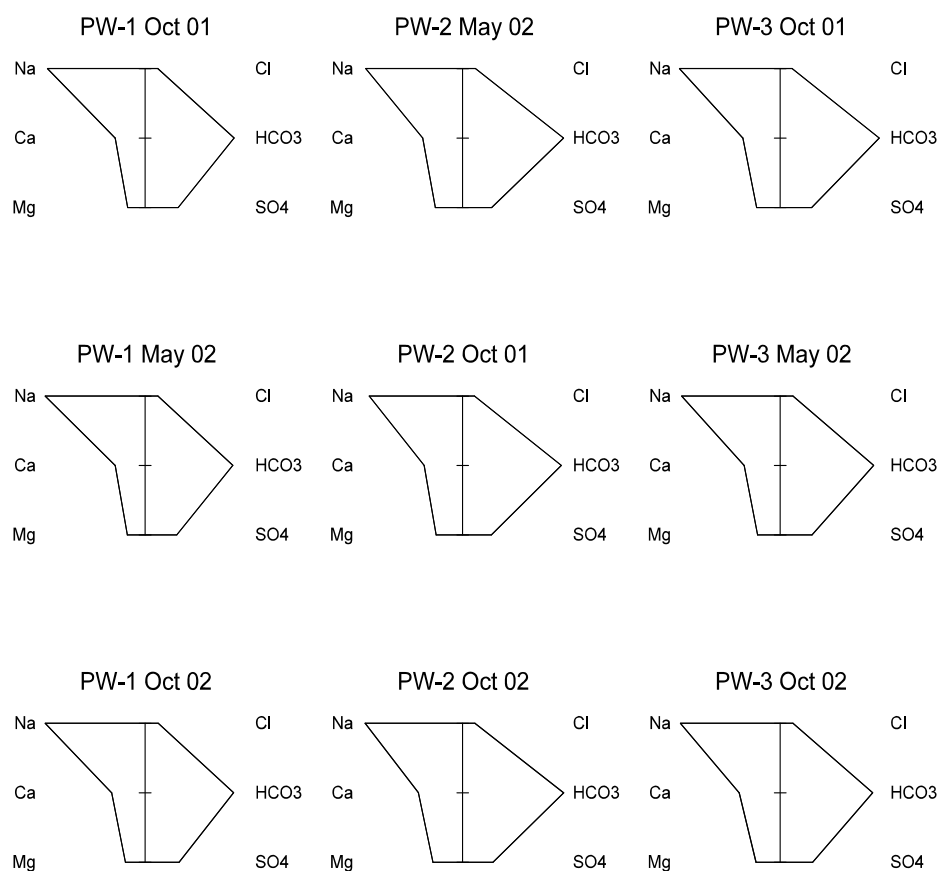 PW-1 Oct 01 PW-2 May 02 PW-3 Oct 01
Na Cl Na Cl Na Cl
Ca HCO3 Ca HCO3 Ca HCO3
Mg SO4 Mg SO4 Mg SO4
PW-1 May 02 PW-2 Oct 01 PW-3 May 02
Na Cl Na Cl Na Cl
Ca HCO3 Ca HCO3 Ca HCO3
Mg SO4 Mg SO4 Mg SO4
PW-1 Oct 02 PW-2 Oct 02 PW-3 Oct 02
Na Cl Na Cl Na Cl
Ca HCO3 Ca HCO3 Ca HCO3
Mg SO4 Mg SO4 Mg SO4